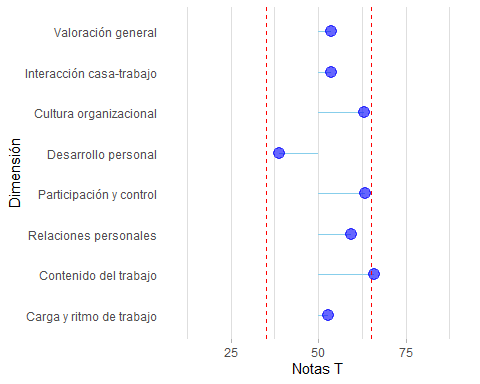 Valoración general
Interacción casa-trabajo
Cultura organizacional
Desarrollo personal
Participación y control
Relaciones personales
Contenido del trabajo
Carga y ritmo de trabajo
Dimensión
25 50 75
Notas T